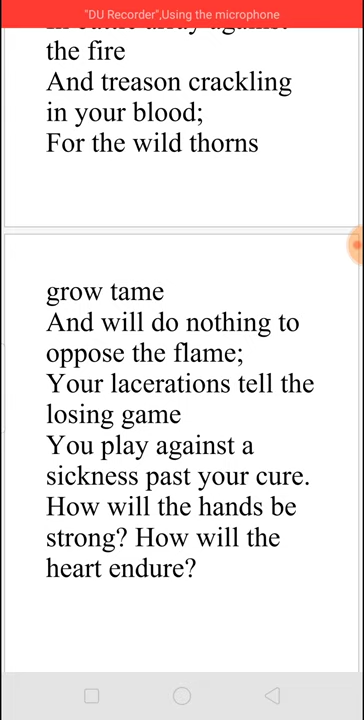 "DU Recorder",Using the microphone
the fire
And treason crackling
in your blood;
For the wild thorns
grow tame
And will do nothing to
oppose the flame;
Your lacerations tell the
losing game
You play against a
sickness past your cure.
How will the hands be
strong? How will the
heart endure?